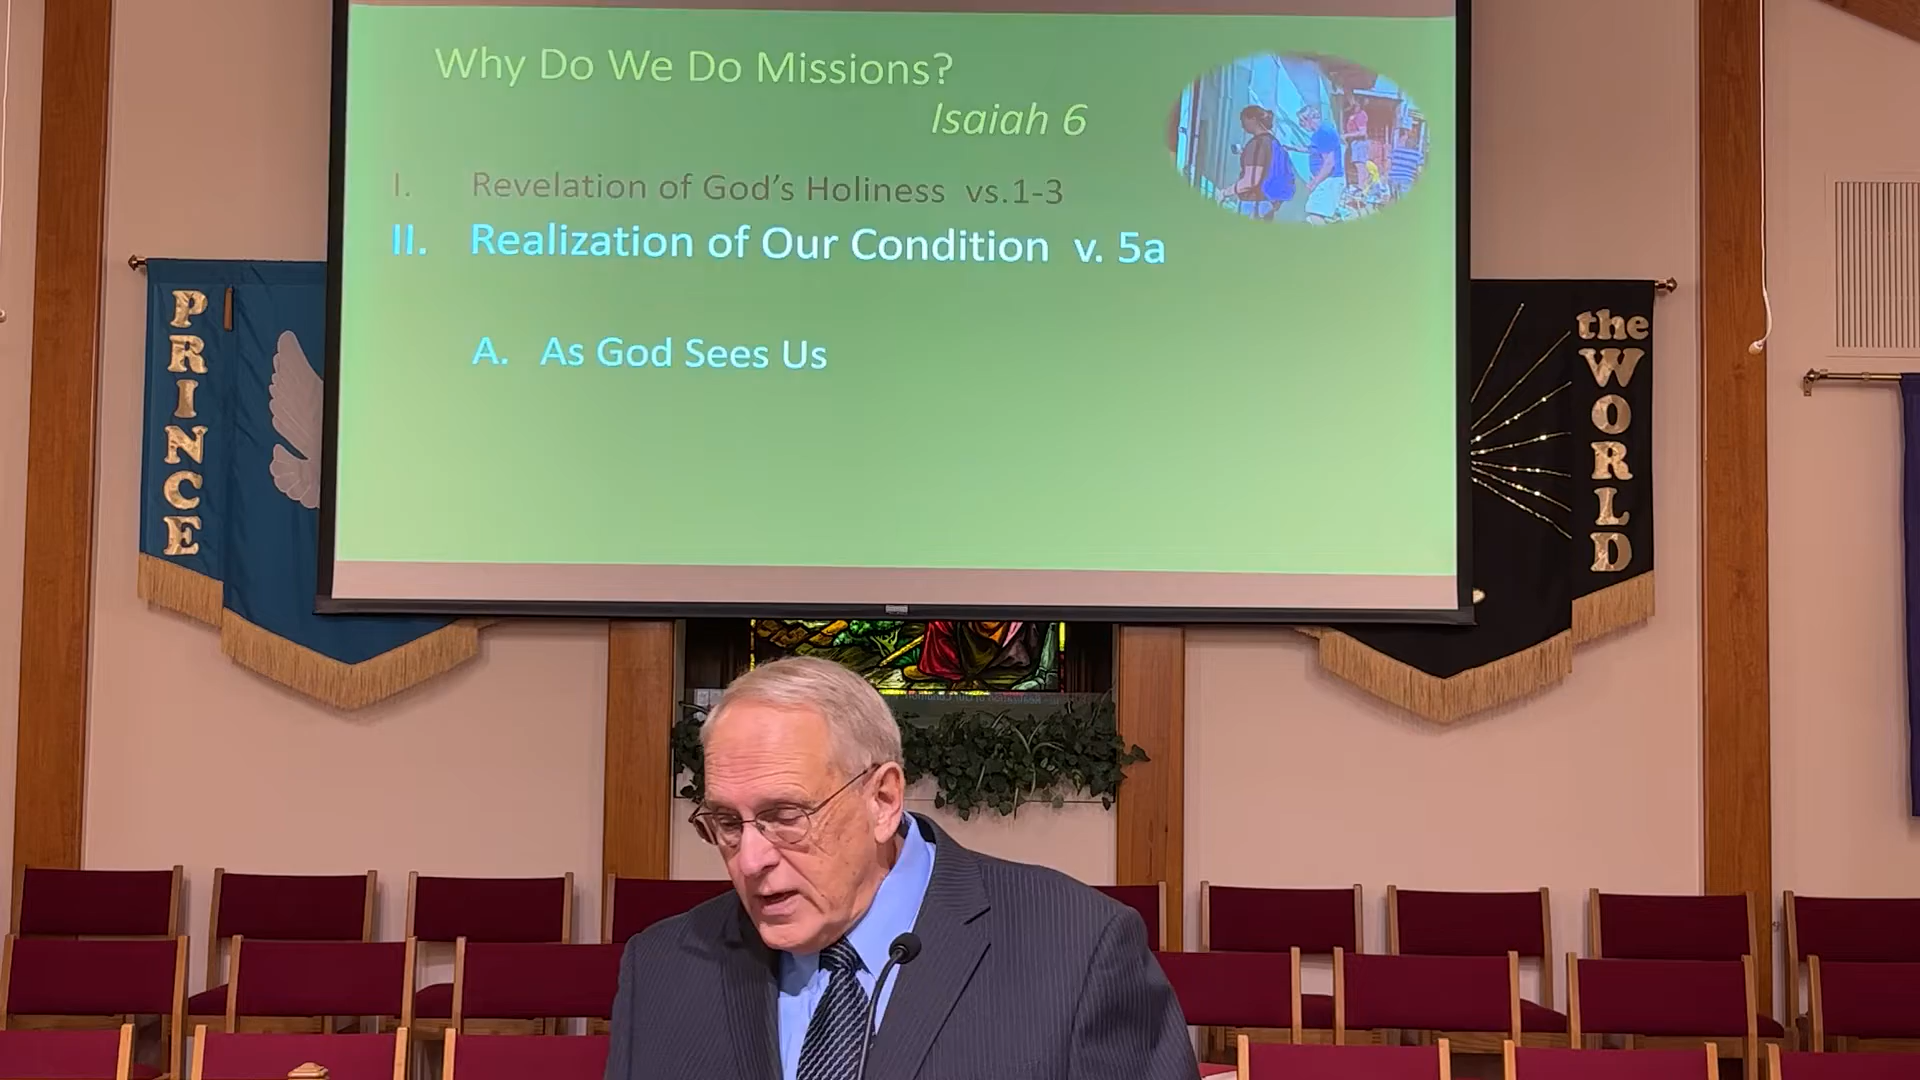 Why Do We Do Missions?
Isaiah 6
I. Revelation of God's Holiness vs.1-3
II. Realization of Our Condition v. 5a
A. As God Sees Us
PRINCE
the
WORLD